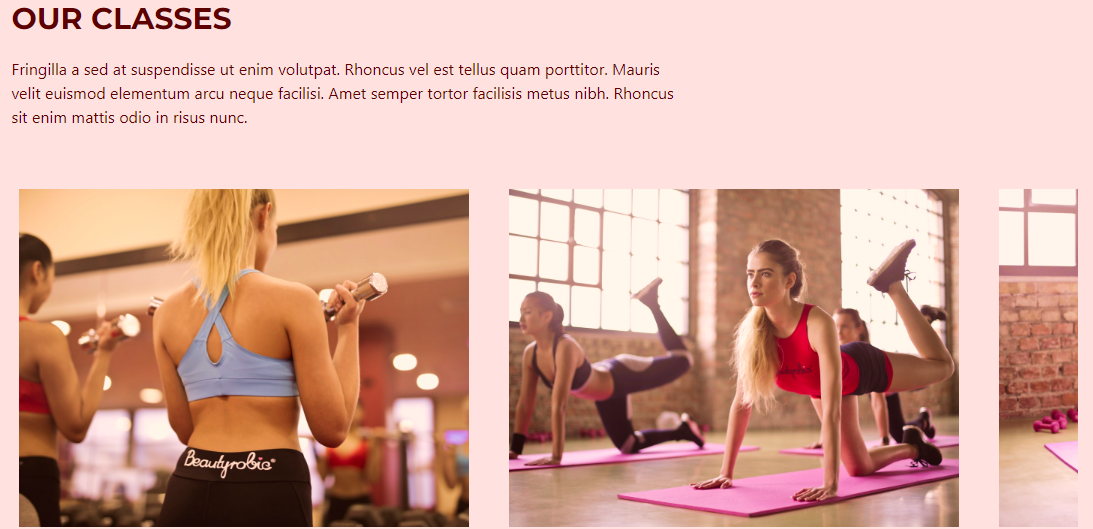 OUR CLASSES
Fringilla a sed at suspendisse ut enim volutpat. Rhoncus vel est tellus quam porttitor. Mauris
velit euismod elementum arcu neque facilisi. Amet semper tortor facilisis metus nibh. Rhoncus
sit enim mattis odio in risus nunc.
Beautyrobic®